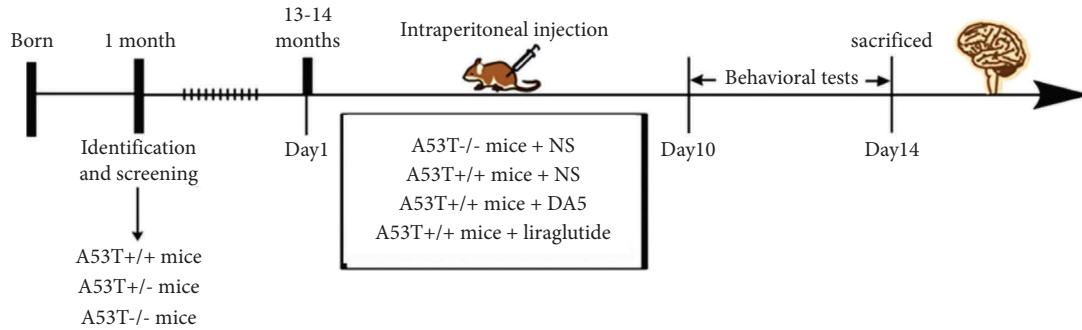 Born
1 month
13-14
months
Intraperitoneal injection
Behavioral tests
sacrificed
Identification
and screening
Day1
Day10
Day14
A53T-/- mice + NS
A53T+/+ mice + NS
A53T+/+ mice + DA5
A53T+/+ mice + liraglutide
A53T+/+ mice
A53T+/- mice
A53T-/- mice